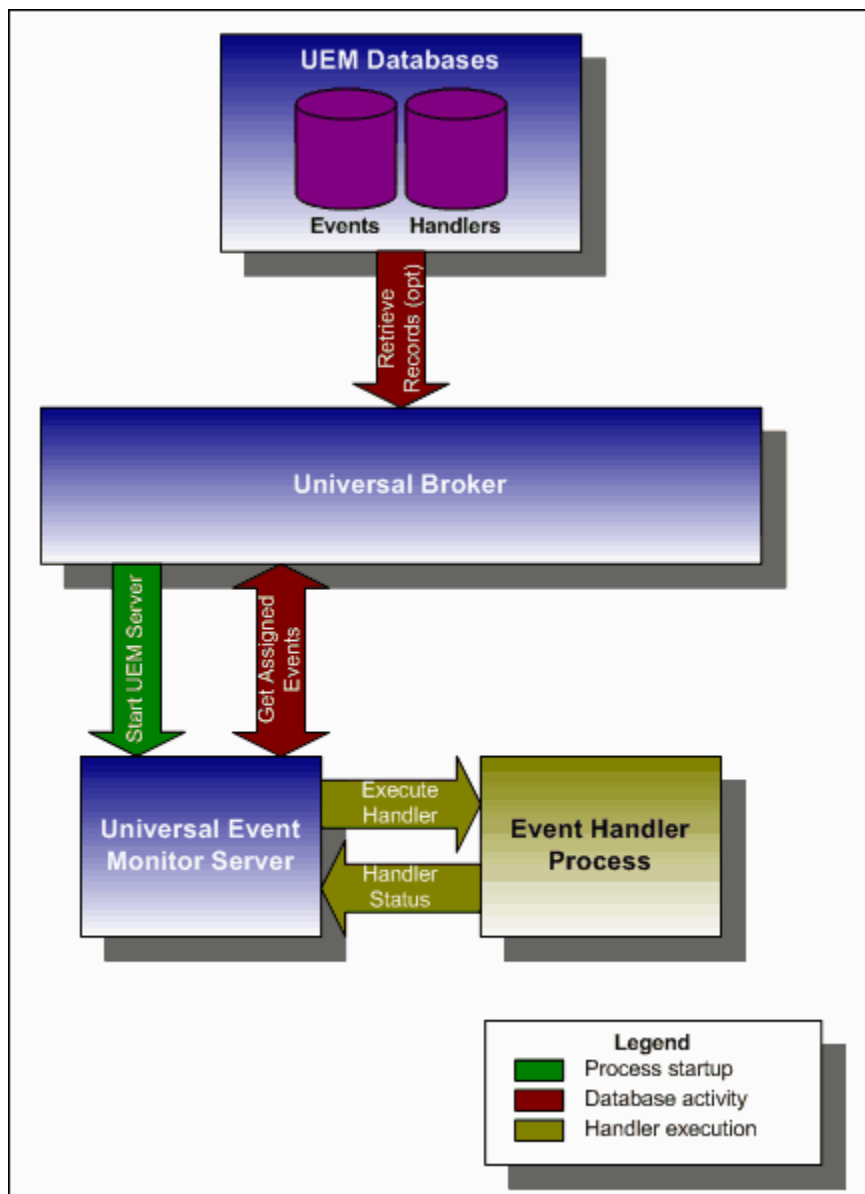 UEM Databases
Events
Handlers
Retrieve
Records (opt)
Universal Broker
Start UEM Server
Get Assigned
Events
Universal Event
Monitor Server
Execute
Handler
Handler
Status
Event Handler
Process
Legend
Process startup
Database activity
Handler execution